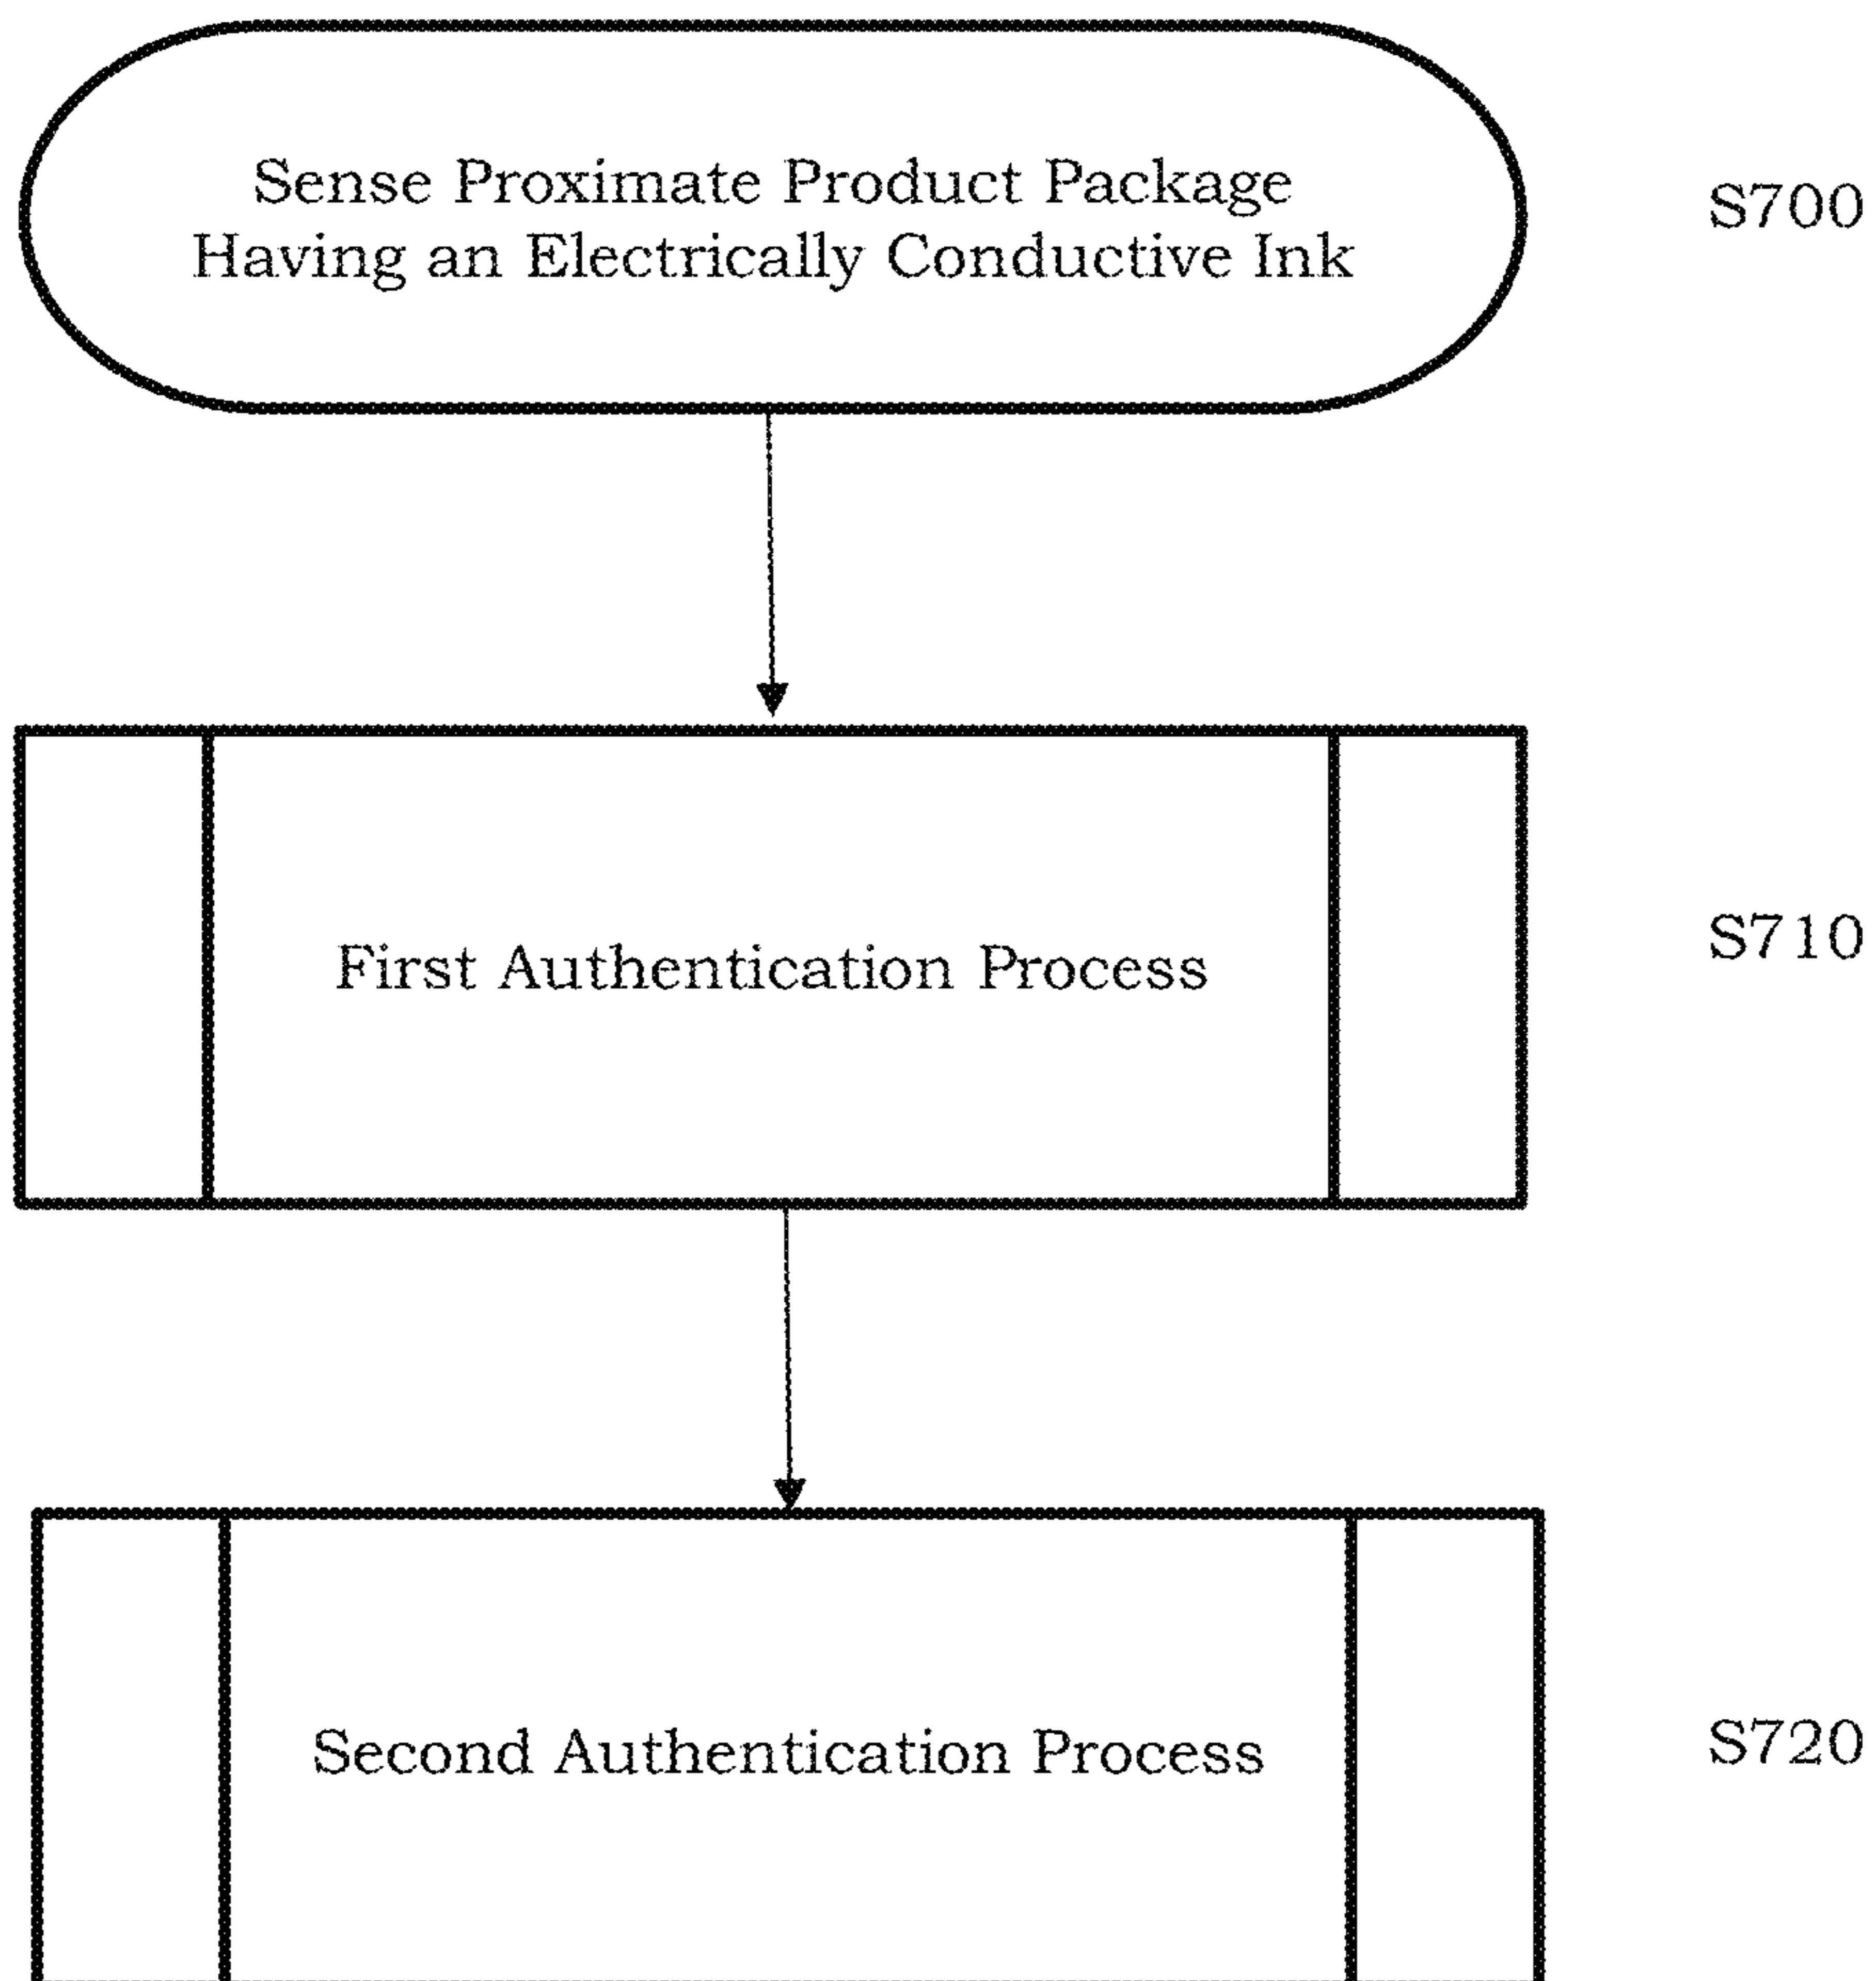 Sense Proximate Product Package
Having an Electrically Conductive Ink
S700
First Authentication Process
S710
Second Authentication Process
S720